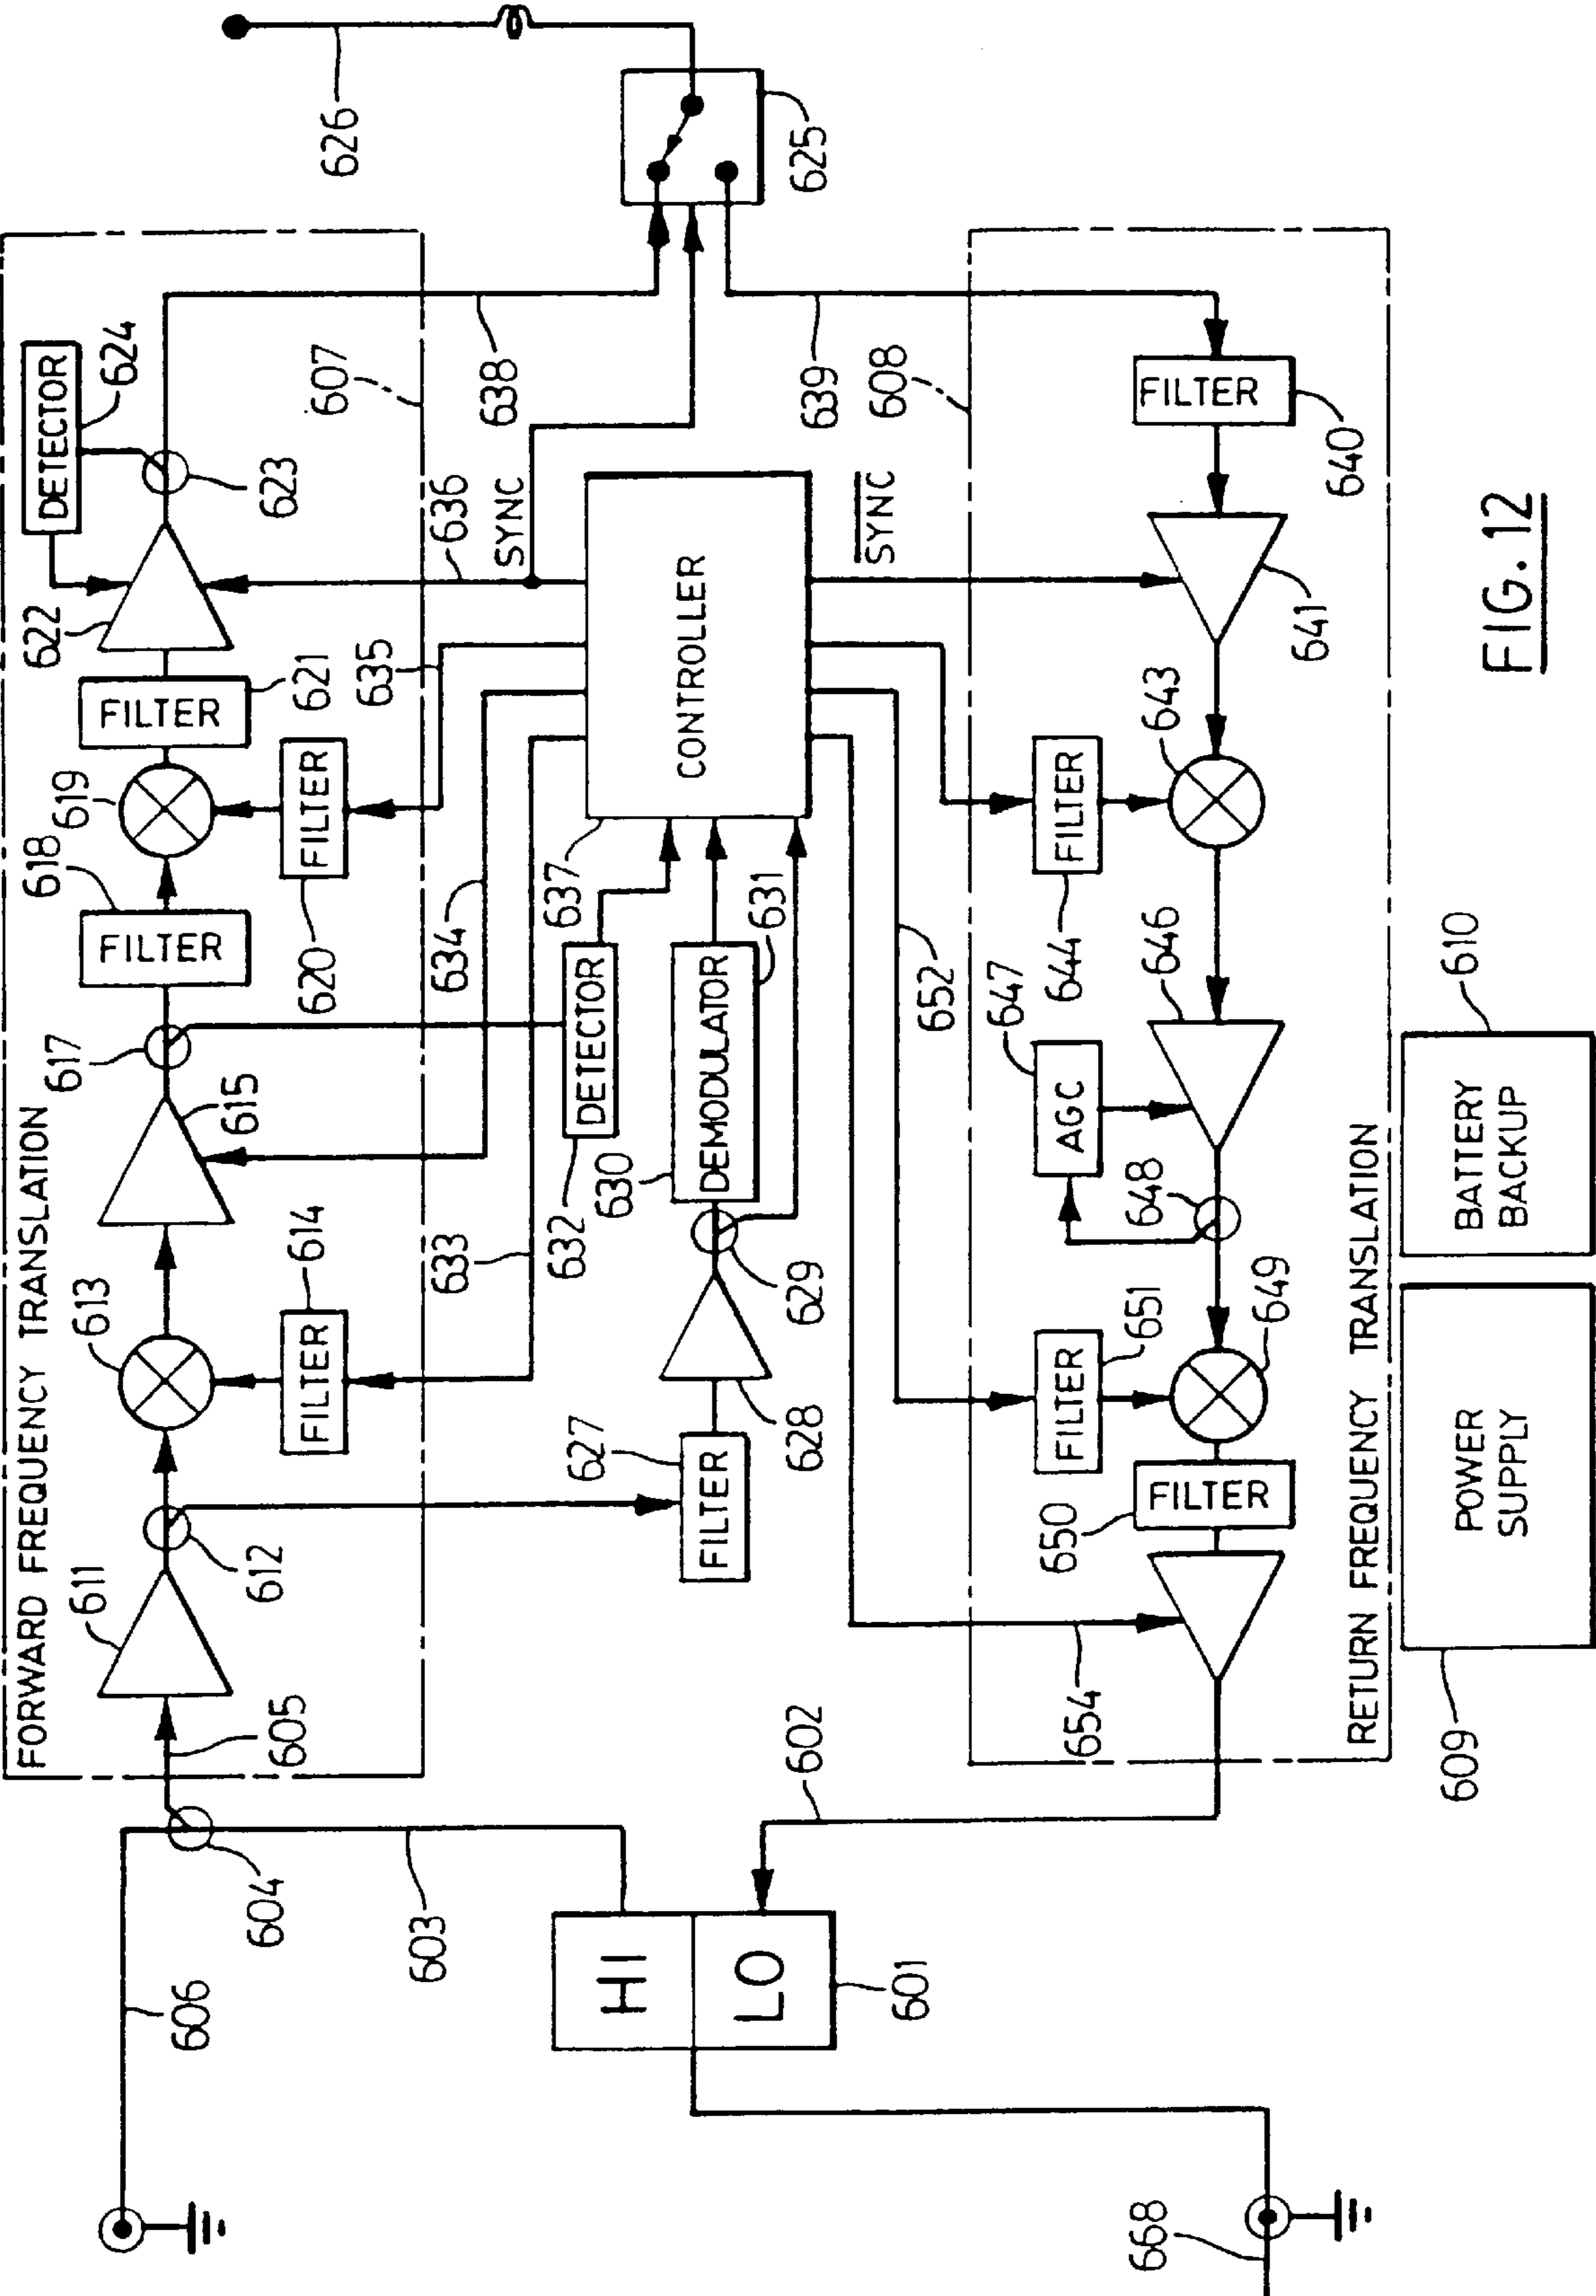 FORWARD FREQUENCY TRANSLATION
611
605
612
613
FILTER
614
615
617
FILTER
618
619
FILTER
620
FILTER
621
622
DETECTOR
624
623
607
606
604
603
HI
LO
601
602
668
FILTER
627
628
629
630
DEMODULATOR
631
632
DETECTOR
633
634
635
636
637
CONTROLLER
SYNC
SYNC
638
639
625
626
608
FILTER
640
641
643
FILTER
644
646
647
AGC
648
649
FILTER
651
652
FILTER
650
654
RETURN FREQUENCY TRANSLATION
POWER
SUPPLY
609
BATTERY
BACKUP
610
FIG. 12